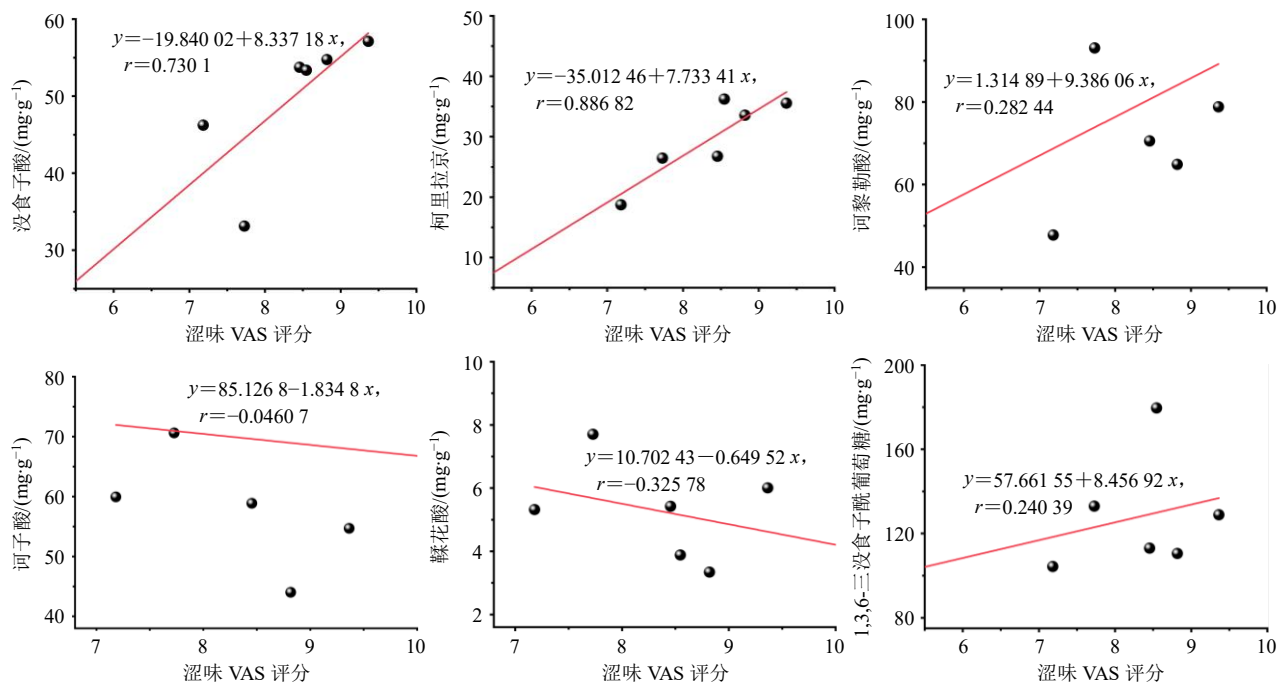 60
50
40
30
没食子酸/(mg·g⁻¹)
y=−19.840 02+8.337 18 x,
r=0.730 1
6 7 8 9 10
涩味 VAS 评分
50
40
30
20
10
柯里拉京/(mg·g⁻¹)
y=−35.012 46+7.733 41 x,
r=0.886 82
6 7 8 9 10
涩味 VAS 评分
100
80
60
40
诃黎勒酸/(mg·g⁻¹)
y=1.314 89+9.386 06 x,
r=0.282 44
6 7 8 9 10
涩味 VAS 评分
80
70
60
50
40
诃子酸/(mg·g⁻¹)
y=85.126 8−1.834 8 x,
r=−0.0460 7
7 8 9 10
涩味 VAS 评分
10
8
6
4
2
鞣花酸/(mg·g⁻¹)
y=10.702 43−0.649 52 x,
r=−0.325 78
7 8 9 10
涩味 VAS 评分
200
160
120
80
1,3,6-三没食子酰葡萄糖/(mg·g⁻¹)
y=57.661 55+8.456 92 x,
r=0.240 39
6 7 8 9 10
涩味 VAS 评分